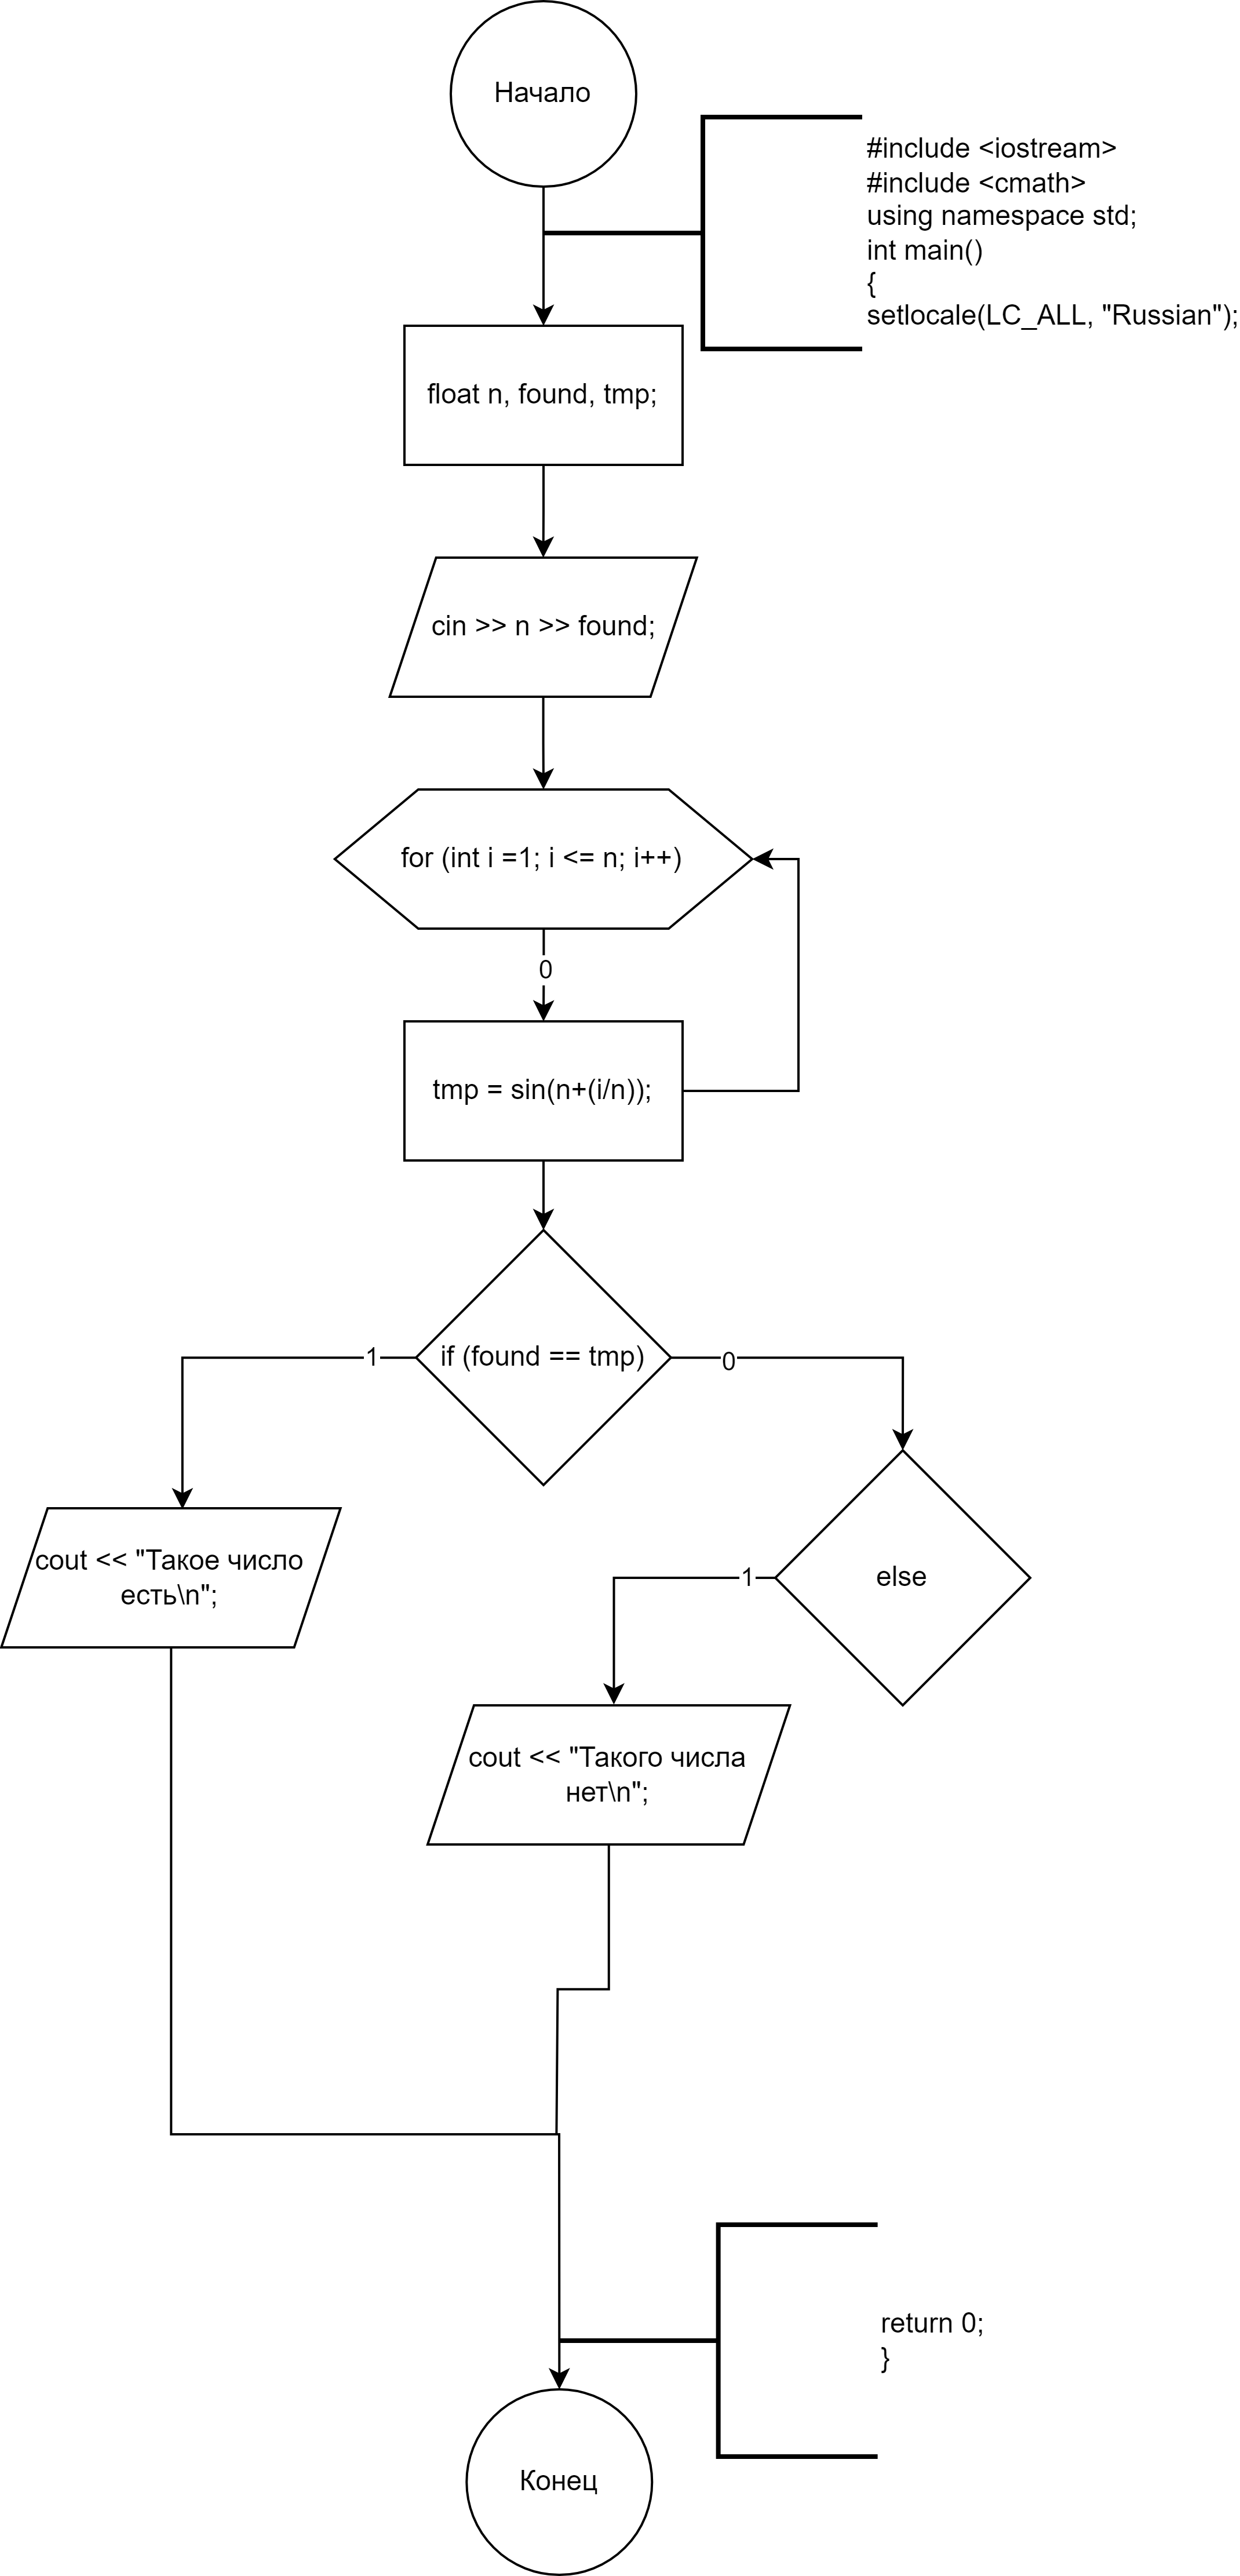 Начало
#include <iostream>
#include <cmath>
using namespace std;
int main()
{
setlocale(LC_ALL, "Russian");
float n, found, tmp;
cin >> n >> found;
for (int i =1; i <= n; i++)
0
tmp = sin(n+(i/n));
if (found == tmp)
1
0
cout << "Такое число
есть\n";
else
1
cout << "Такого числа
нет\n";
return 0;
}
Конец